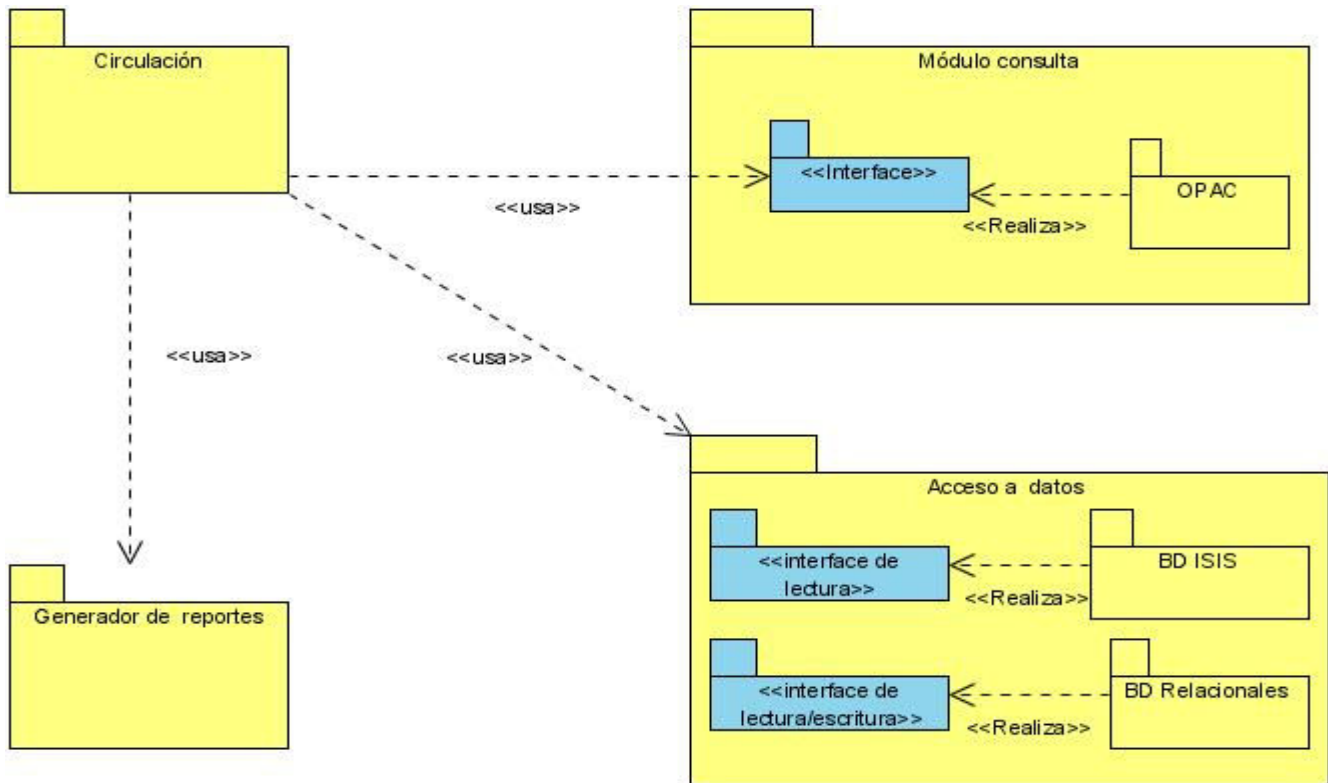 Circulación
Módulo consulta
<<Interface>>
OPAC
<<usa>>
<<Realiza>>
<<usa>>
<<usa>>
Acceso a datos
<<interface de
lectura>>
BD ISIS
<<Realiza>>
Generador de reportes
<<interface de
lectura/escritura>>
BD Relacionales
<<Realiza>>